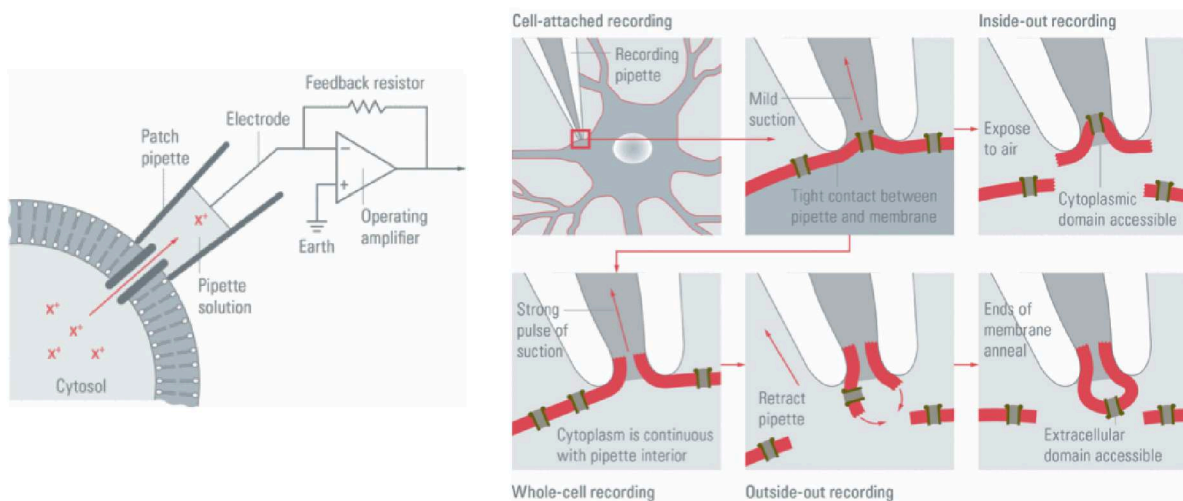 Feedback resistor
Electrode
Patch
pipette
X⁺
−
+
Operating
amplifier
Earth
Pipette
solution
X⁺
X⁺
X⁺
X⁺
X⁺
Cytosol
Cell-attached recording
Inside-out recording
Recording
pipette
Mild
suction
Tight contact between
pipette and membrane
Expose
to air
Cytoplasmic
domain accessible
Strong
pulse of
suction
Cytoplasm is continuous
with pipette interior
Retract
pipette
Ends of
membrane
anneal
Extracellular
domain accessible
Whole-cell recording
Outside-out recording